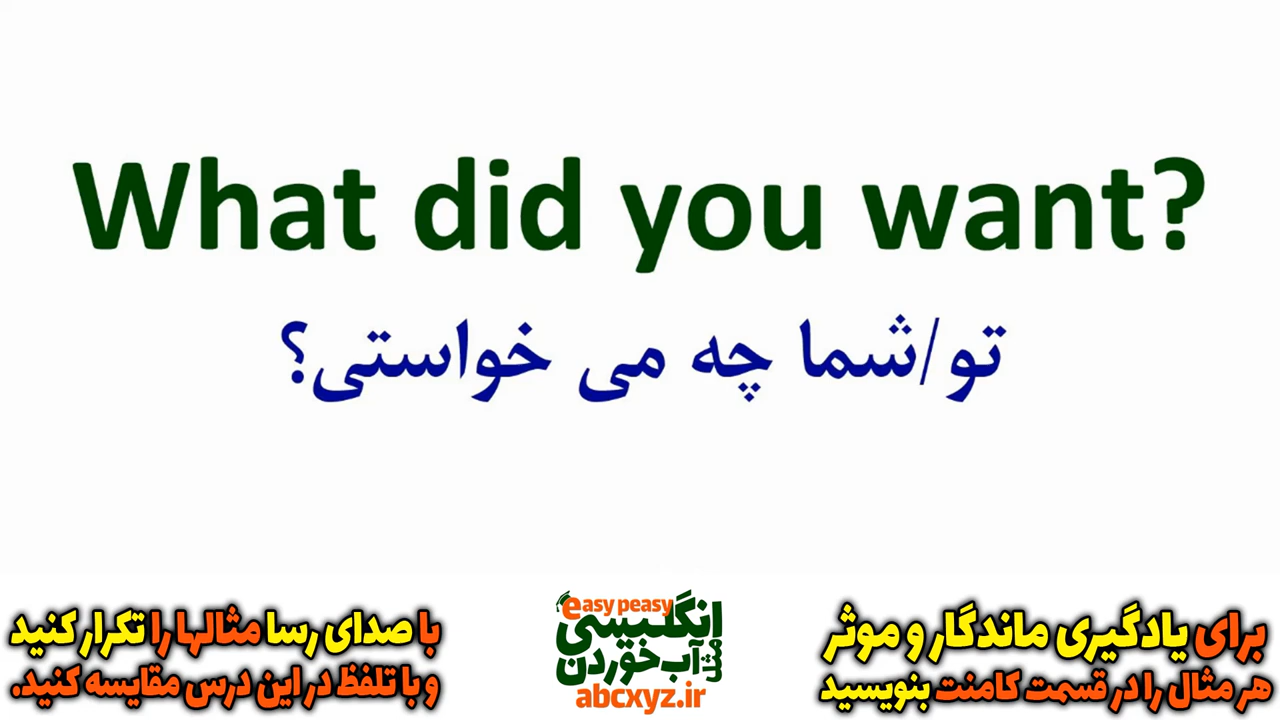 What did you want?
تو/شما چه می خواستی؟
برای یادگیری ماندگار و موثر
هر مثال را در قسمت کامنت بنویسید
easy peasy
انگلیسی
مثل آب خوردن
abcxyz.ir
با صدای رسا مثالها را تکرار کنید
و با تلفظ در این درس مقایسه کنید.